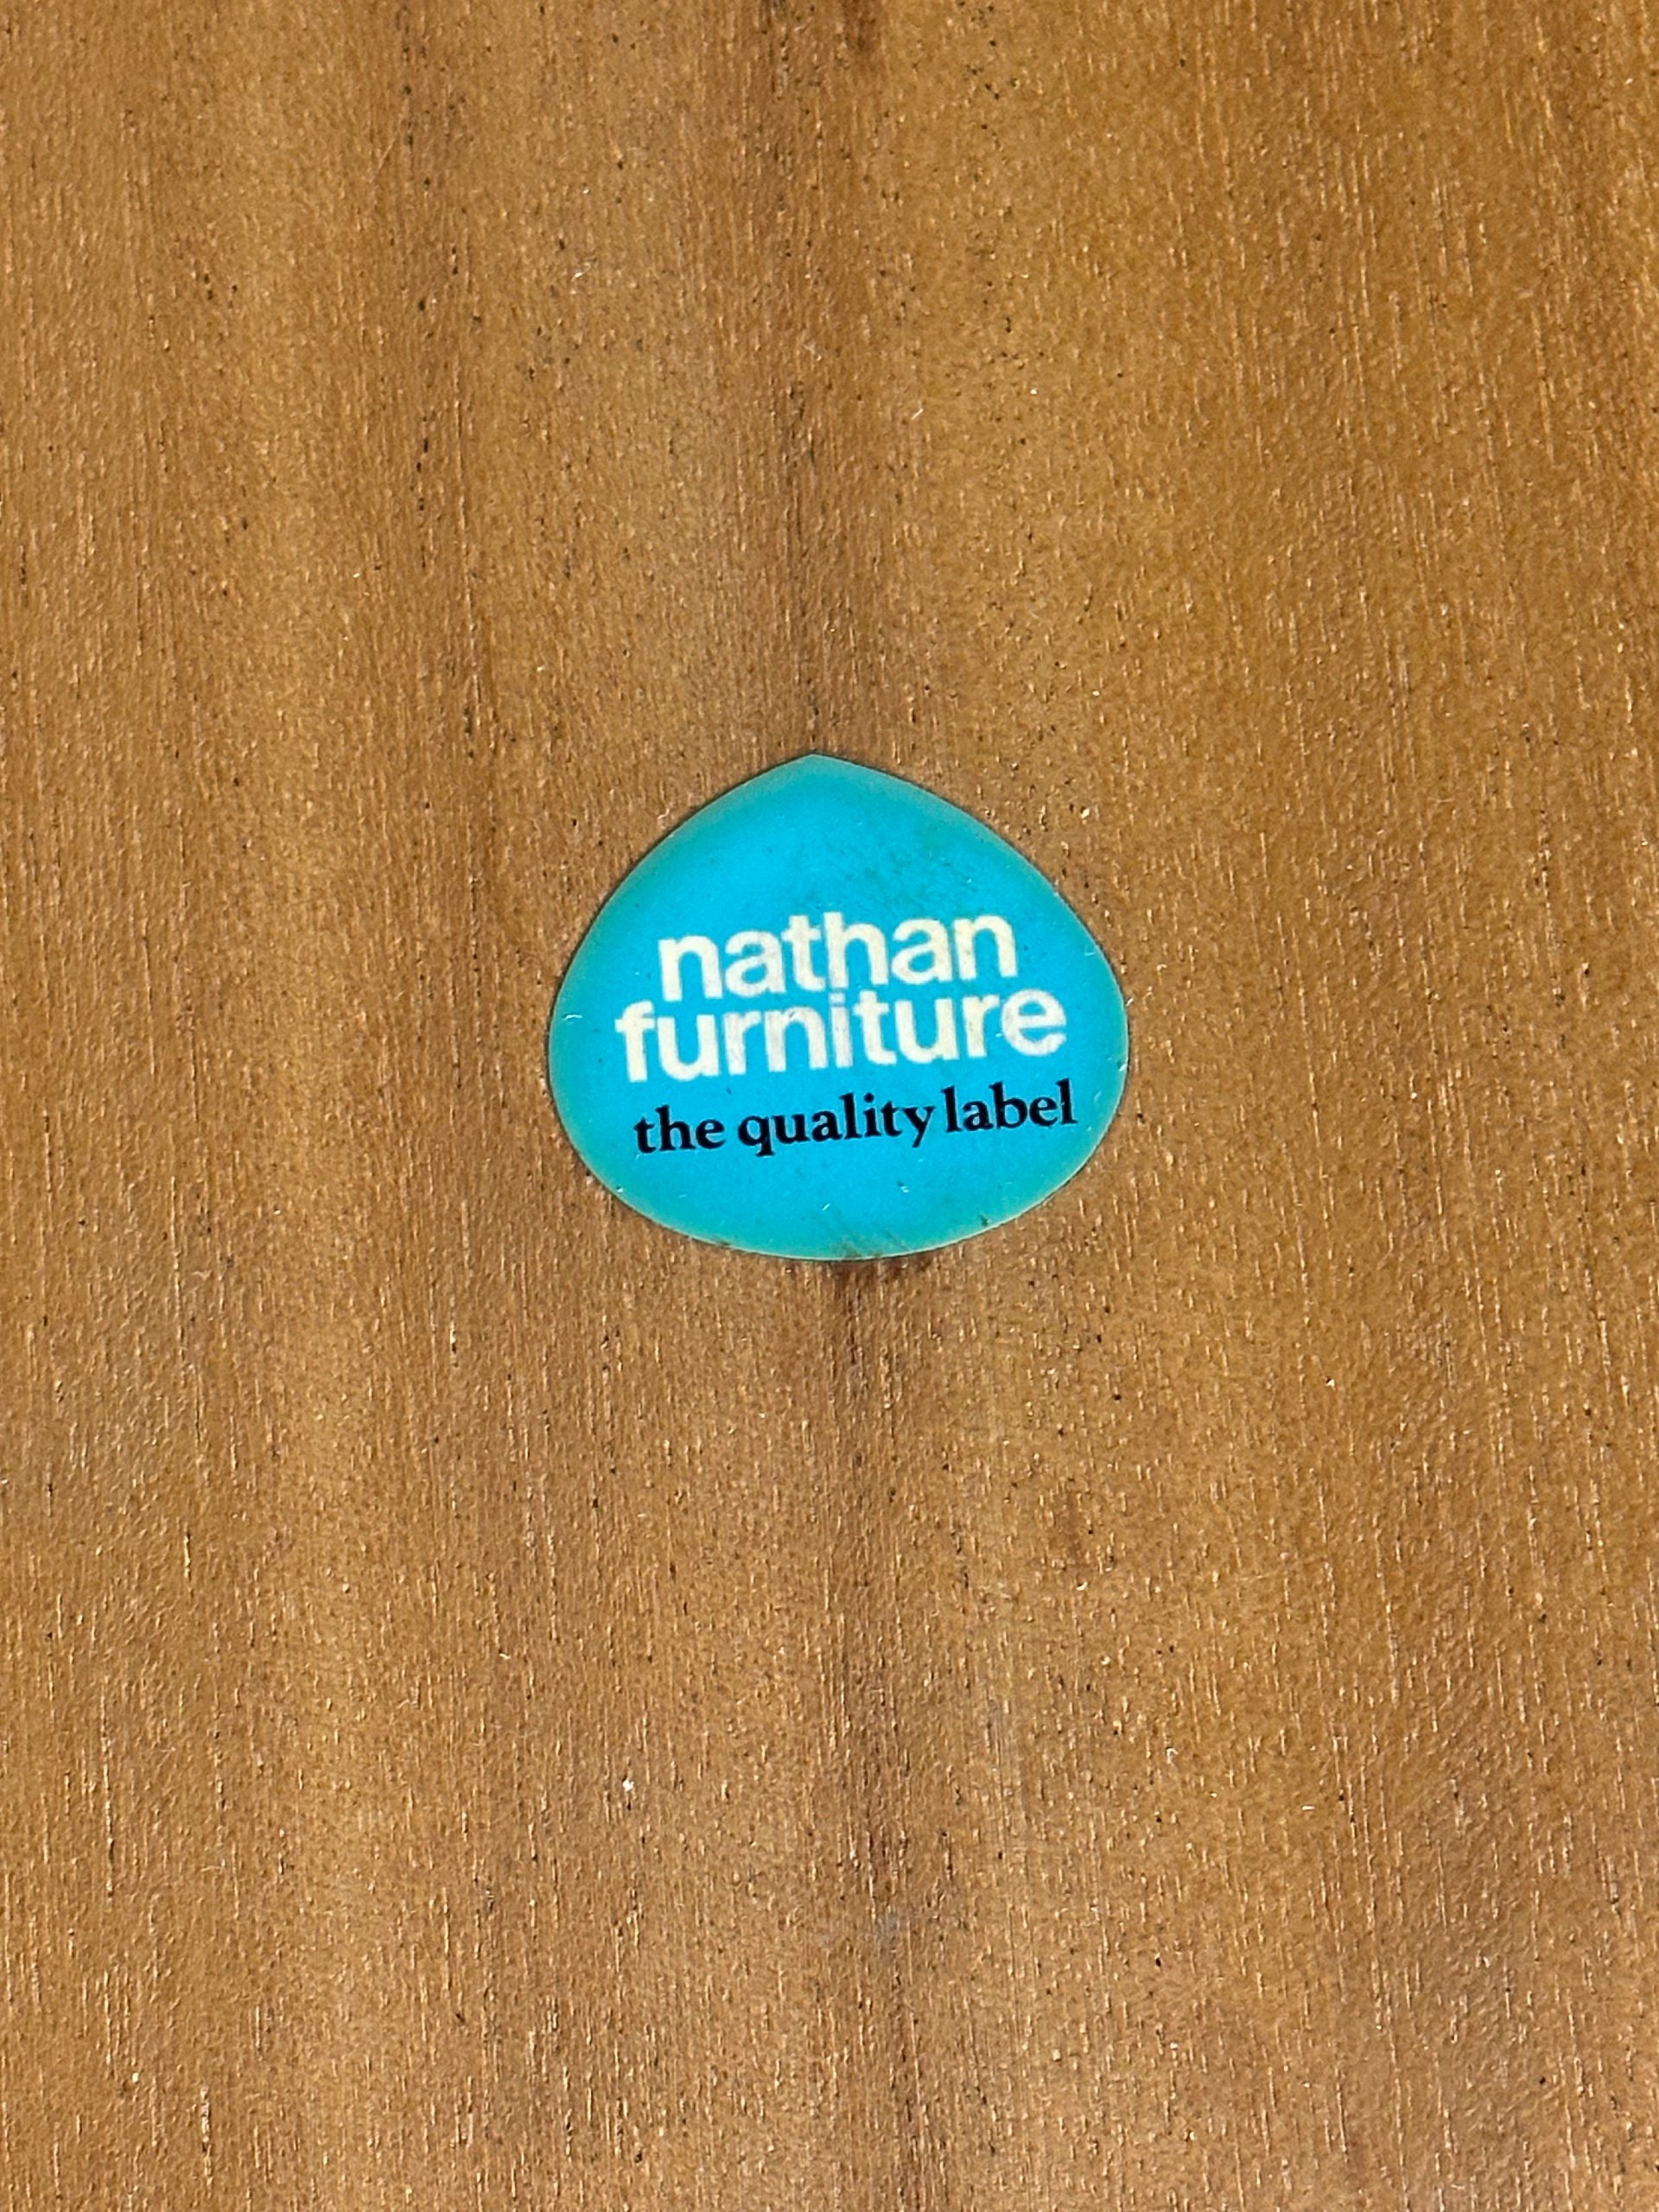 nathan
furniture
the quality label